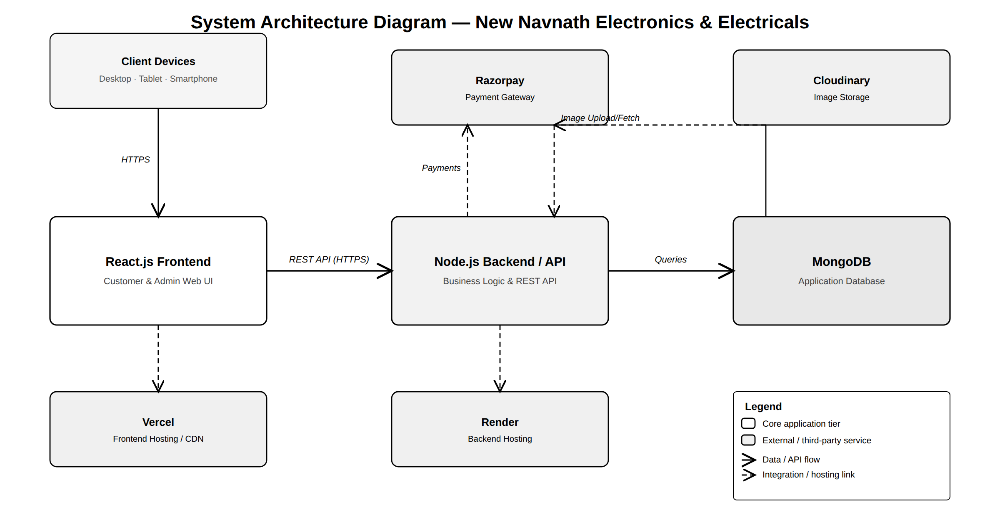 System Architecture Diagram — New Navnath Electronics & Electricals
Client Devices
Desktop · Tablet · Smartphone
Razorpay
Payment Gateway
Cloudinary
Image Storage
Image Upload/Fetch
HTTPS
Payments
React.js Frontend
Customer & Admin Web UI
REST API (HTTPS)
Node.js Backend / API
Business Logic & REST API
Queries
MongoDB
Application Database
Vercel
Frontend Hosting / CDN
Render
Backend Hosting
Legend
Core application tier
External / third-party service
Data / API flow
Integration / hosting link